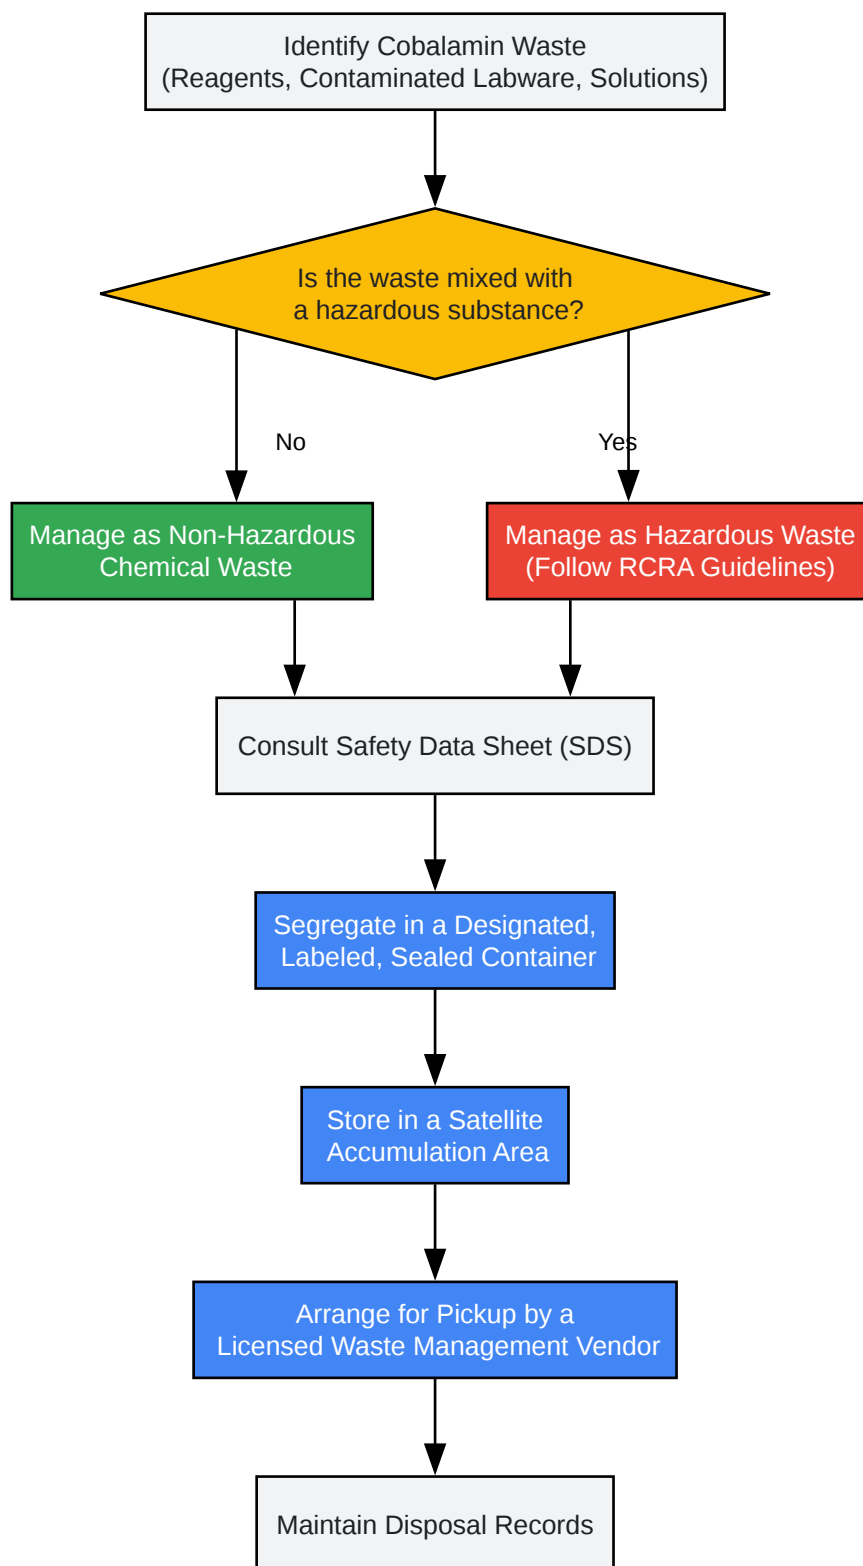 Identify Cobalamin Waste
(Reagents, Contaminated Labware, Solutions)
Is the waste mixed with
a hazardous substance?
No
Yes
Manage as Non-Hazardous
Chemical Waste
Manage as Hazardous Waste
(Follow RCRA Guidelines)
Consult Safety Data Sheet (SDS)
Segregate in a Designated,
Labeled, Sealed Container
Store in a Satellite
Accumulation Area
Arrange for Pickup by a
Licensed Waste Management Vendor
Maintain Disposal Records